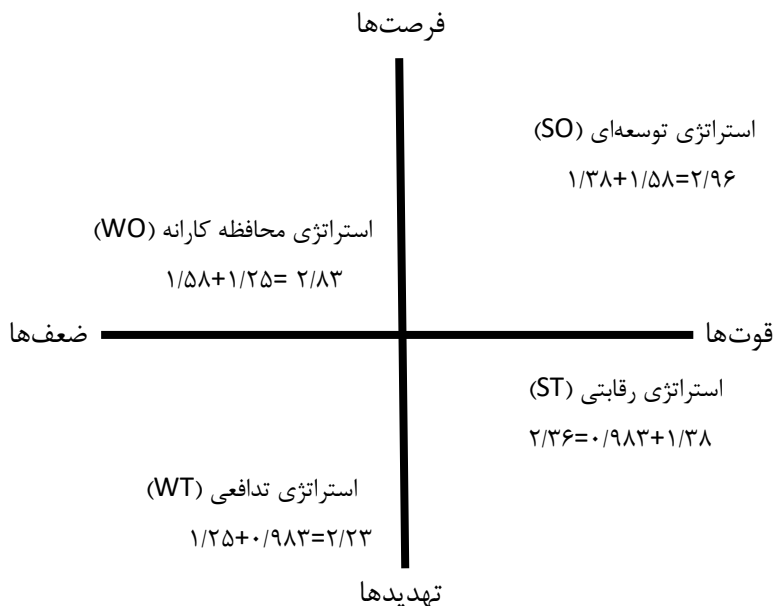 فرصت‌ها
استراتژی توسعه‌ای (SO)
۱/۳۸+۱/۵۸=۲/۹۶
استراتژی محافظه کارانه (WO)
۱/۵۸+۱/۲۵= ۲/۸۳
قوت‌ها
ضعف‌ها
استراتژی رقابتی (ST)
۲/۳۶=۰/۹۸۳+۱/۳۸
استراتژی تدافعی (WT)
۱/۲۵+۰/۹۸۳=۲/۲۳
تهدیدها